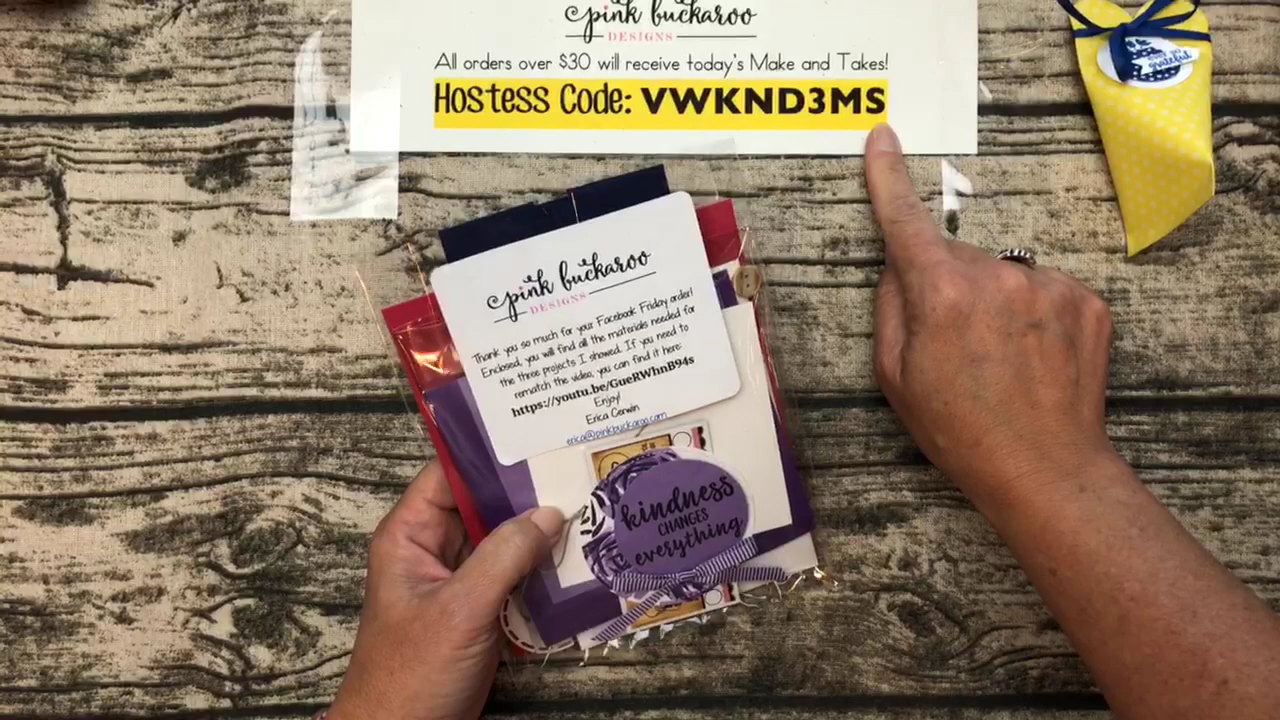 pink buckaroo
DESIGNS
All orders over $30 will receive today's Make and Takes!
Hostess Code: VWKND3MS
grateful
pink buckaroo
DESIGNS
Thank you so much for your Facebook Friday order!
Enclosed, you will find all the materials needed for
the three projects I showed. If you need to
rematch the video, you can find it here:
https://youtu.be/GueRWhnB94s
Enjoy!
Erica Cerwin
erica@pinkbuckaroo.com
kindness
CHANGES
everything